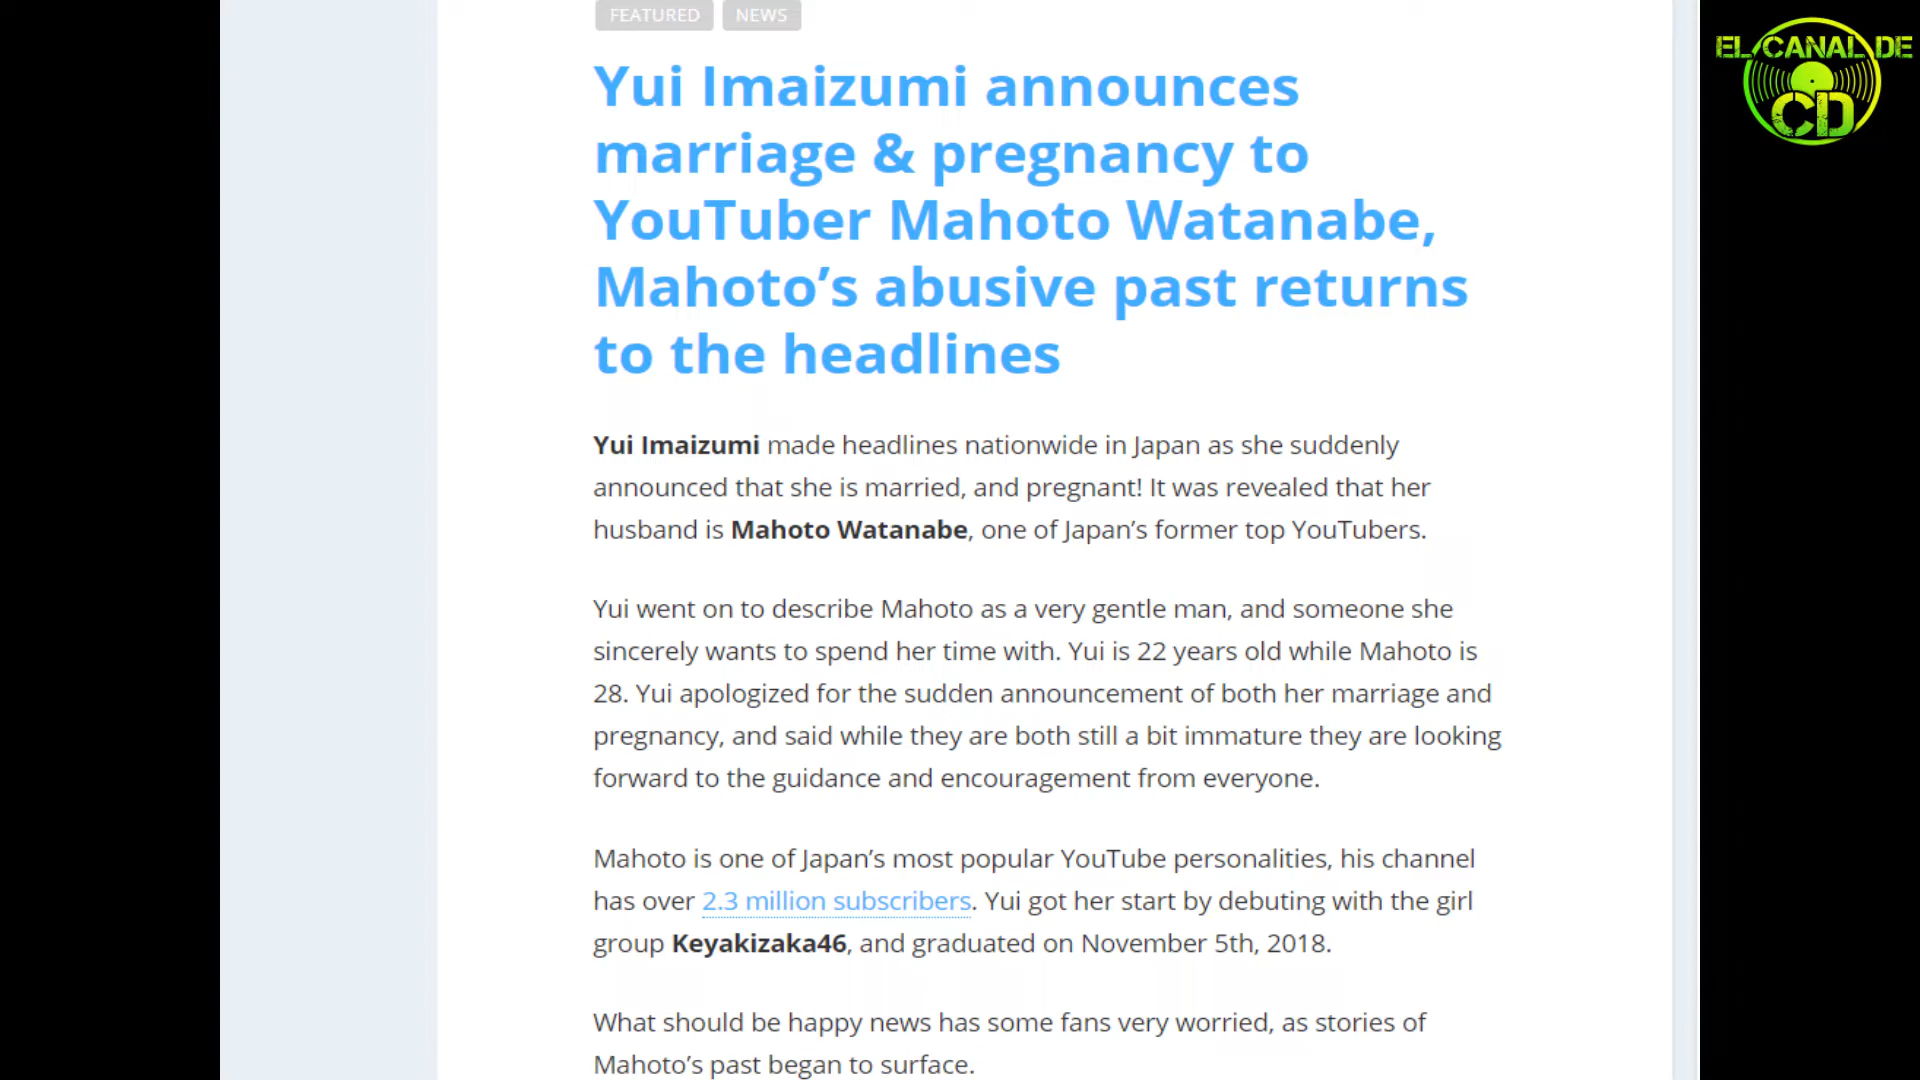 FEATURED NEWS
EL CANAL DE
CD
Yui Imaizumi announces
marriage & pregnancy to
YouTuber Mahoto Watanabe,
Mahoto’s abusive past returns
to the headlines
Yui Imaizumi made headlines nationwide in Japan as she suddenly
announced that she is married, and pregnant! It was revealed that her
husband is Mahoto Watanabe, one of Japan’s former top YouTubers.
Yui went on to describe Mahoto as a very gentle man, and someone she
sincerely wants to spend her time with. Yui is 22 years old while Mahoto is
28. Yui apologized for the sudden announcement of both her marriage and
pregnancy, and said while they are both still a bit immature they are looking
forward to the guidance and encouragement from everyone.
Mahoto is one of Japan’s most popular YouTube personalities, his channel
has over 2.3 million subscribers. Yui got her start by debuting with the girl
group Keyakizaka46, and graduated on November 5th, 2018.
What should be happy news has some fans very worried, as stories of
Mahoto’s past began to surface.